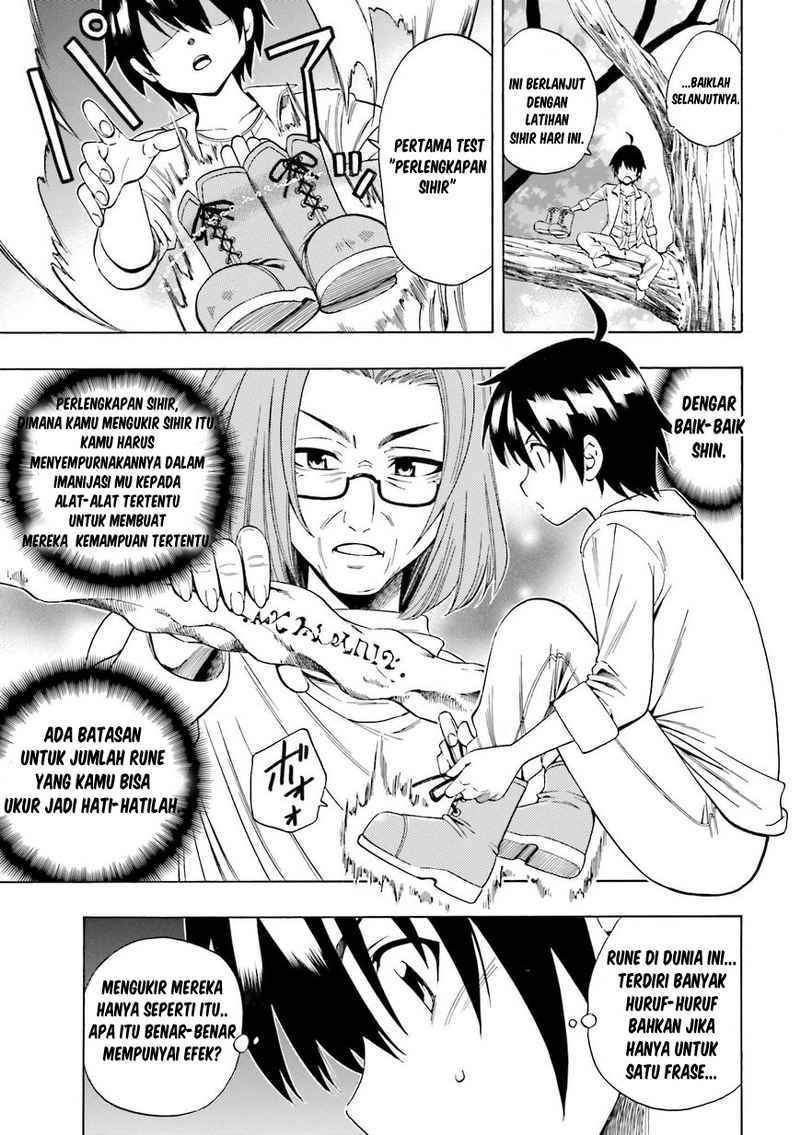 ...BAIKLAH
SELANJUTNYA.
INI BERLANJUT
DENGAN
LATIHAN
SIHIR HARI INI.
PERTAMA TEST
"PERLENGKAPAN
SIHIR"
パアア
DENGAR
BAIK-BAIK
SHIN.
PERLENGKAPAN SIHIR,
DIMANA KAMU MENGUKIR SIHIR ITU,
KAMU HARUS
MENYEMPURNAKANNYA DALAM
IMANIJASI MU KEPADA
ALAT-ALAT TERTENTU
UNTUK MEMBUAT
MEREKA KEMAMPUAN TERTENTU
ADA BATASAN
UNTUK JUMLAH RUNE
YANG KAMU BISA
UKUR JADI HATI-HATILAH.
ボオォ
RUNE DI DUNIA INI...
TERDIRI BANYAK
HURUF-HURUF
BAHKAN JIKA
HANYA UNTUK
SATU FRASE...
MENGUKIR MEREKA
HANYA SEPERTI ITU..
APA ITU BENAR-BENAR
MEMPUNYAI EFEK?